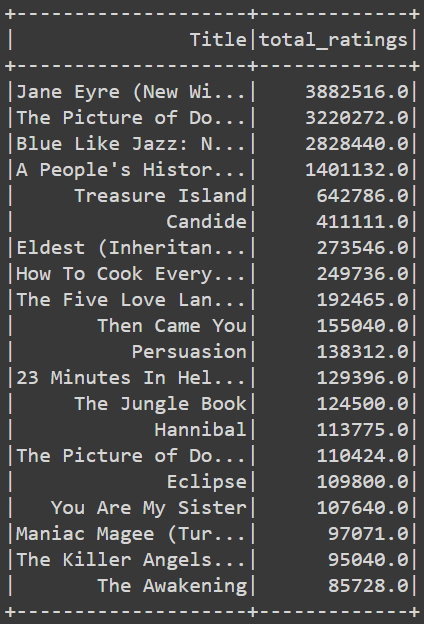 +--------------------+-------------+
|               Title|total_ratings|
+--------------------+-------------+
|Jane Eyre (New Wi...|    3882516.0|
|The Picture of Do...|    3220272.0|
|Blue Like Jazz: N...|    2828440.0|
|A People's Histor...|    1401132.0|
|     Treasure Island|     642786.0|
|             Candide|     411111.0|
|Eldest (Inheritan...|     273546.0|
|How To Cook Every...|     249736.0|
|The Five Love Lan...|     192465.0|
|       Then Came You|     155040.0|
|          Persuasion|     138312.0|
|23 Minutes In Hel...|     129396.0|
|     The Jungle Book|     124500.0|
|            Hannibal|     113775.0|
|The Picture of Do...|     110424.0|
|             Eclipse|     109800.0|
|   You Are My Sister|     107640.0|
|Maniac Magee (Tur...|      97071.0|
|The Killer Angels...|      95040.0|
|       The Awakening|      85728.0|
+--------------------+-------------+